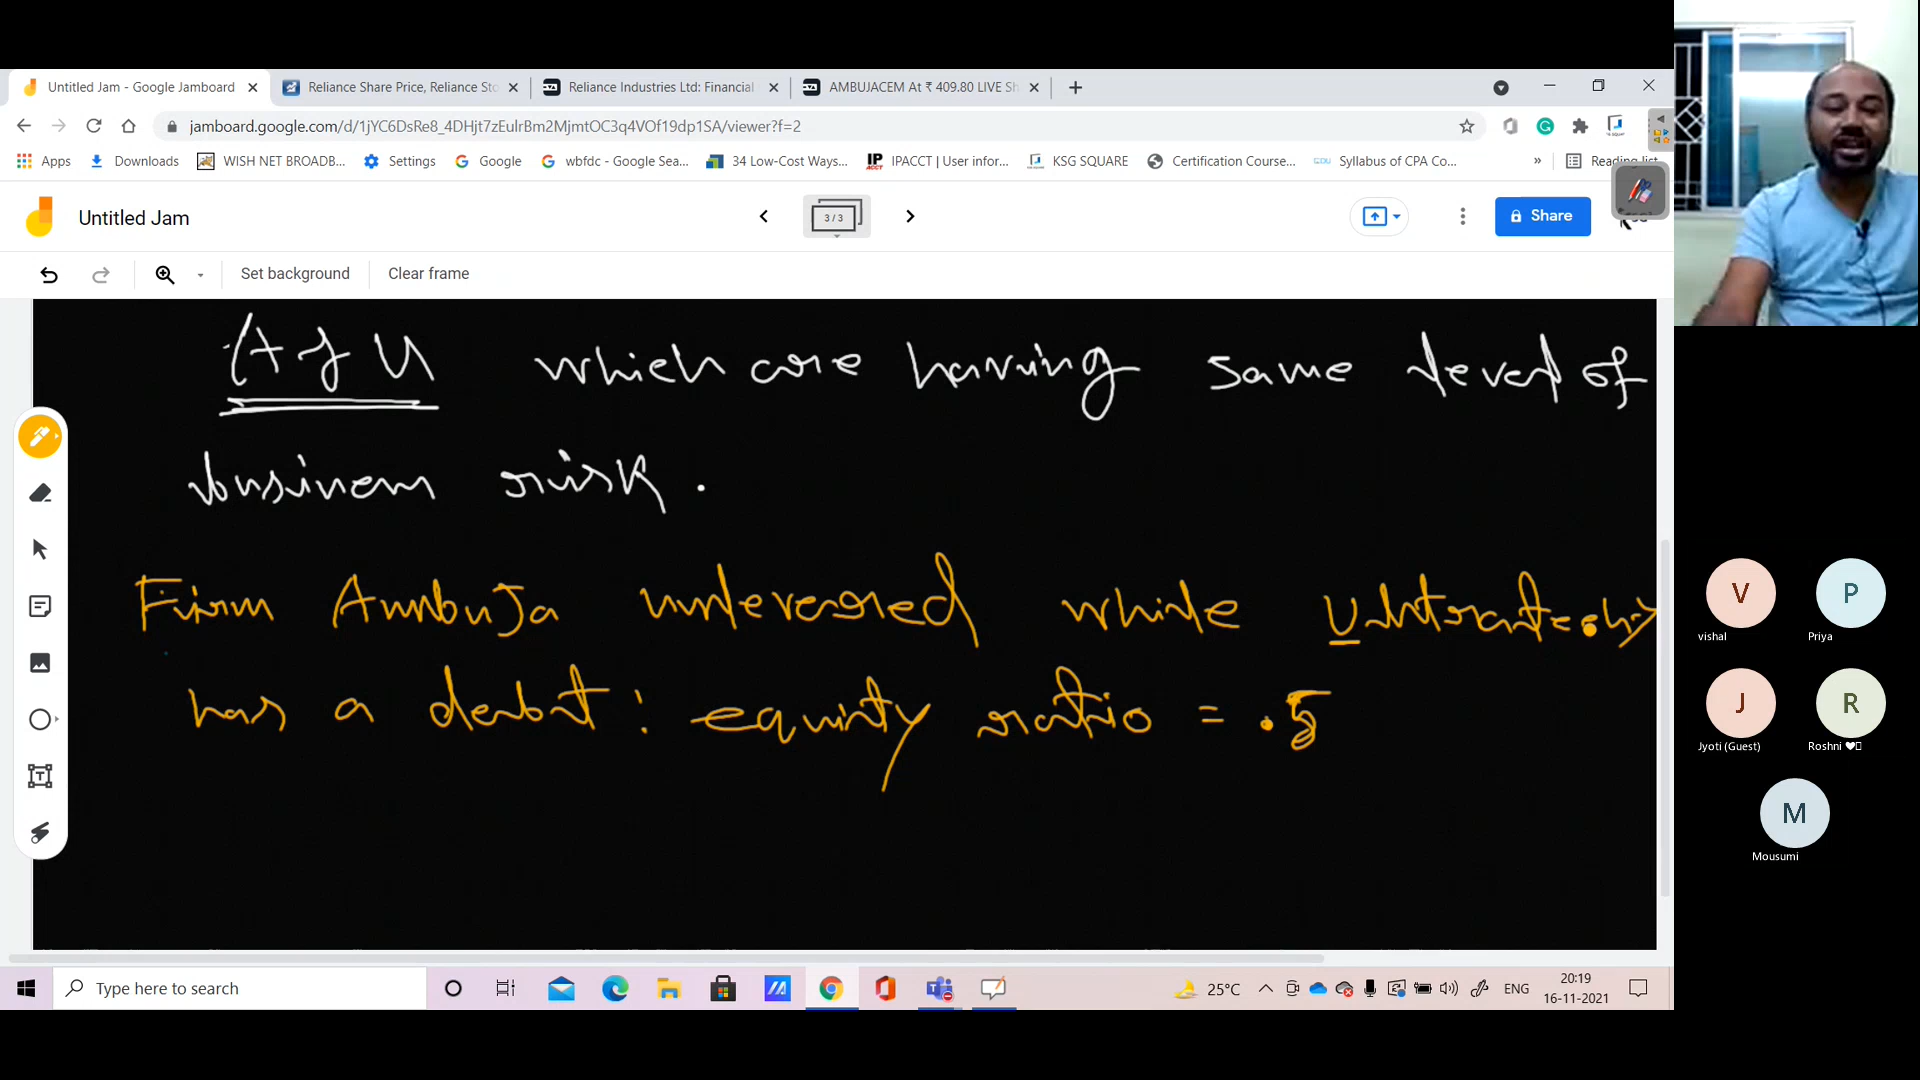 Untitled Jam - Google Jamboard
Reliance Share Price, Reliance Sto
Reliance Industries Ltd: Financial
AMBUJACEM At ₹ 409.80 LIVE Sh
jamboard.google.com/d/1jYC6DsRe8_4DHjt7zEulrBm2MjmtOC3q4VOf19dp1SA/viewer?f=2
Apps Downloads WISH NET BROADB... Settings Google wbfdc - Google Sea... 34 Low-Cost Ways... IPACCT | User infor... KSG SQUARE Certification Course... Syllabus of CPA Co... » Reading list
Untitled Jam
3 / 3
Share
Set background Clear frame
(A & U which are having same level of
business risk.
Firm Ambuja unlevered while Ultratech
has a debt : equity ratio = .5
V
vishal
P
Priya
J
Jyoti (Guest)
R
Roshni ❤
M
Mousumi
Type here to search
25°C
ENG
20:19
16-11-2021